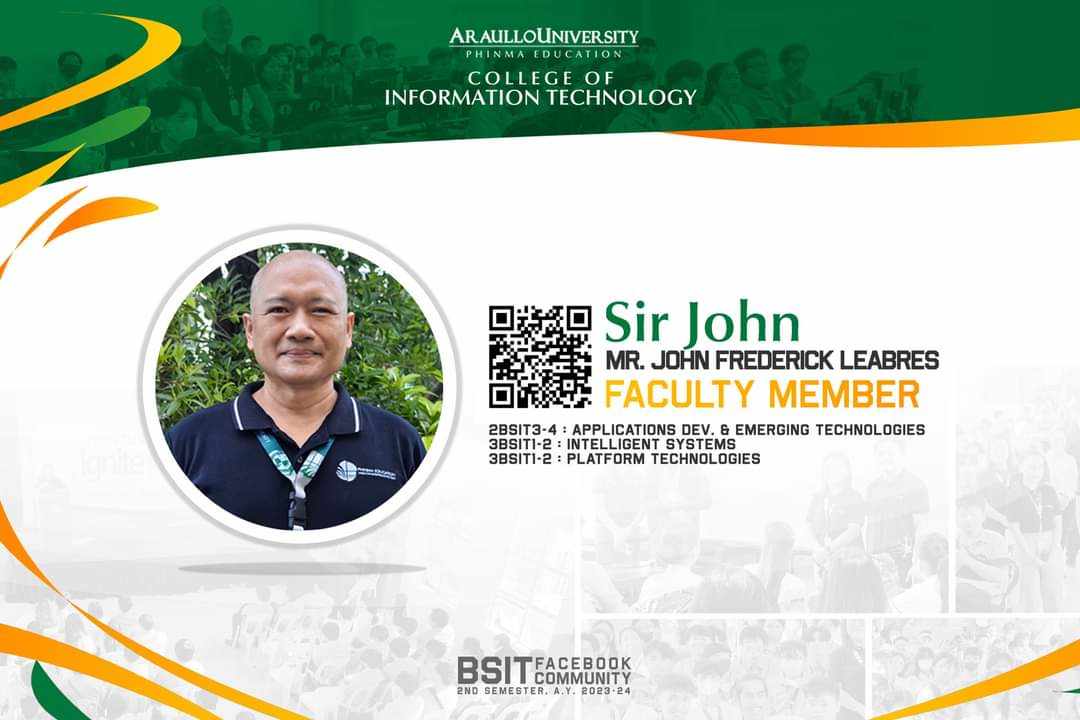 ARAULLO UNIVERSITY
PHINMA EDUCATION
COLLEGE OF
INFORMATION TECHNOLOGY
Sir John
MR. JOHN FREDERICK LEABRES
FACULTY MEMBER
2BSIT3-4 : APPLICATIONS DEV. & EMERGING TECHNOLOGIES
3BSIT1-2 : INTELLIGENT SYSTEMS
3BSIT1-2 : PLATFORM TECHNOLOGIES
Ignite
BSIT FACEBOOK
COMMUNITY
2ND SEMESTER, A.Y. 2023-24